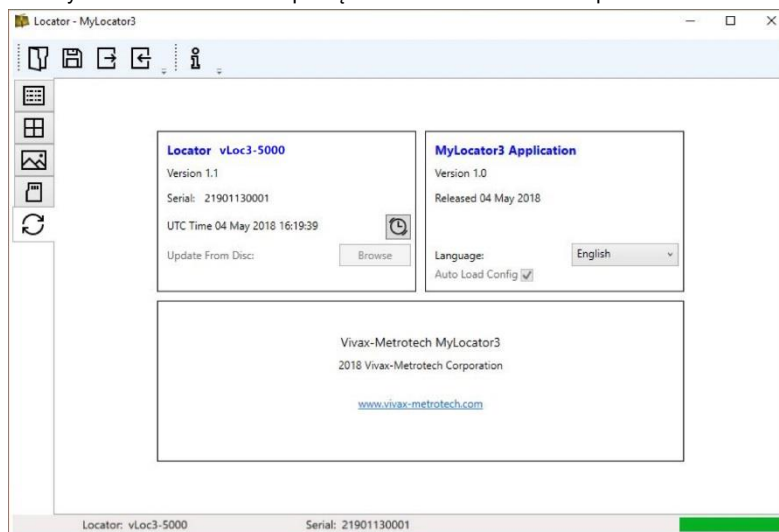 Locator - MyLocator3
Locator vLoc3-5000
Version 1.1
Serial: 21901130001
UTC Time 04 May 2018 16:19:39
Update From Disc:
Browse
MyLocator3 Application
Version 1.0
Released 04 May 2018
Language:
English
Auto Load Config
Vivax-Metrotech MyLocator3
2018 Vivax-Metrotech Corporation
www.vivax-metrotech.com
Locator: vLoc3-5000
Serial: 21901130001